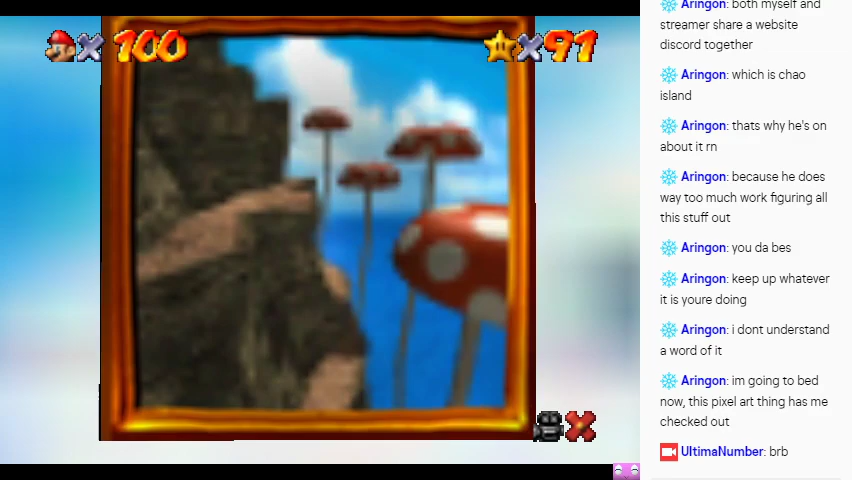 100
91
Aringon: both myself and
streamer share a website
discord together
Aringon: which is chao
island
Aringon: thats why he's on
about it rn
Aringon: because he does
way too much work figuring all
this stuff out
Aringon: you da bes
Aringon: keep up whatever
it is youre doing
Aringon: i dont understand
a word of it
Aringon: im going to bed
now, this pixel art thing has me
checked out
UltimaNumber: brb